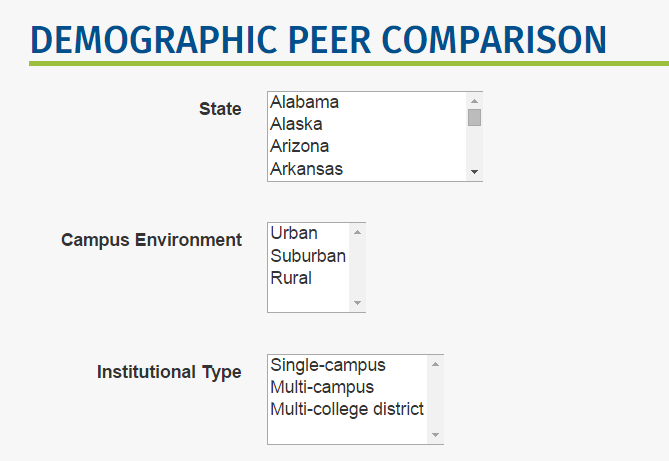 DEMOGRAPHIC PEER COMPARISON
State
Alabama
Alaska
Arizona
Arkansas
Campus Environment
Urban
Suburban
Rural
Institutional Type
Single-campus
Multi-campus
Multi-college district